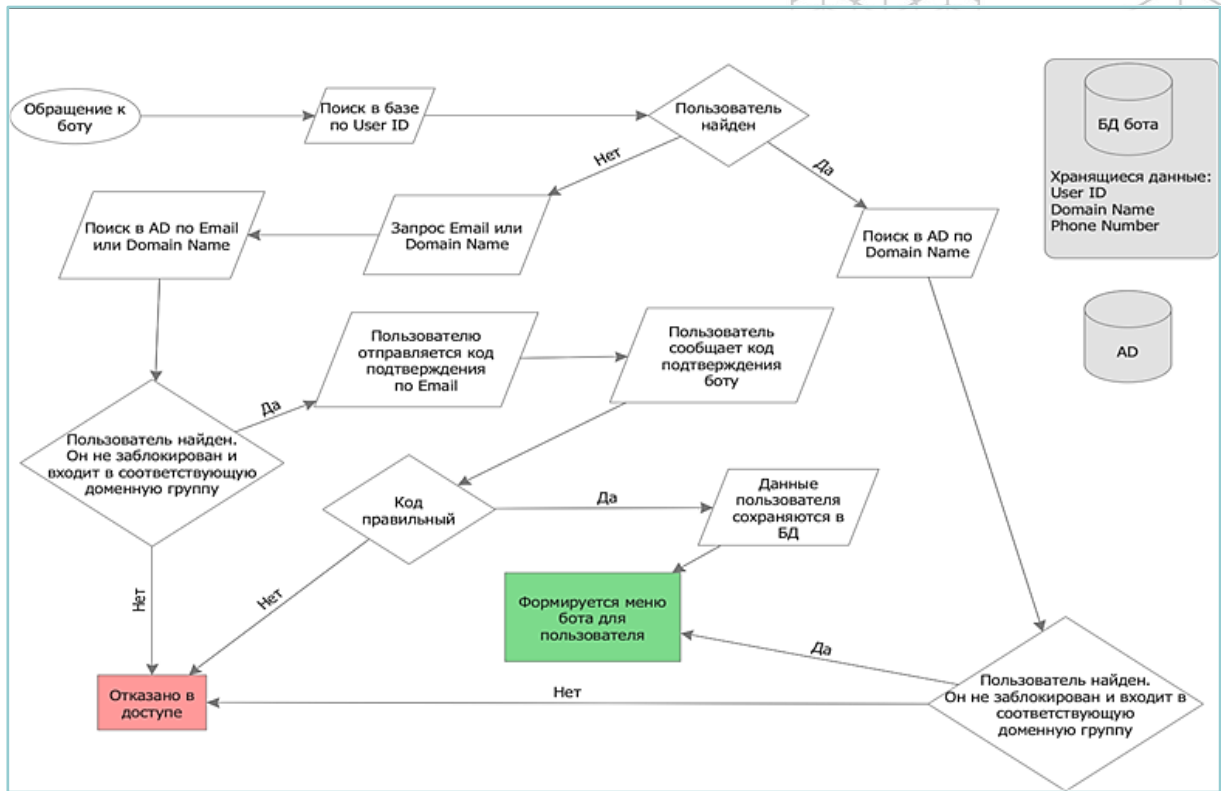 Обращение к
боту
Поиск в базе
по User ID
Пользователь
найден
БД бота
Хранящиеся данные:
User ID
Domain Name
Phone Number
Нет
Да
Поиск в AD по Email
или Domain Name
Запрос Email или
Domain Name
Поиск в AD по
Domain Name
AD
Пользователю
отправляется код
подтверждения
по Email
Пользователь
сообщает код
подтверждения
боту
Да
Пользователь найден.
Он не заблокирован и
входит в соответствующую
доменную группу
Код
правильный
Да
Данные
пользователя
сохраняются в
БД
Нет
Нет
Формируется меню
бота для
пользователя
Да
Отказано в
доступе
Нет
Пользователь найден.
Он не заблокирован и входит в
соответствующую
доменную группу